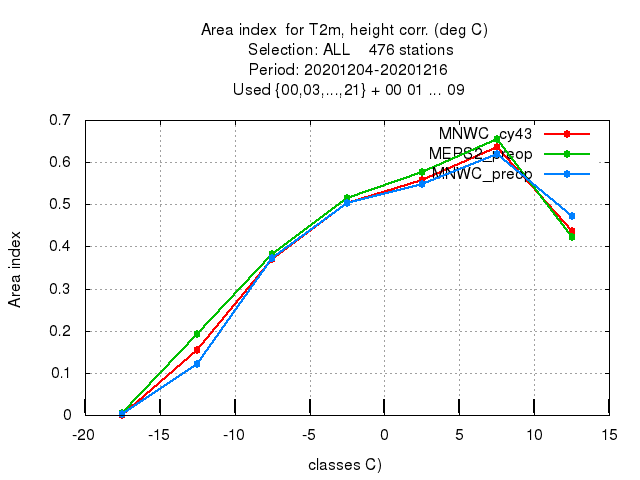 Area index  for T2m, height corr. (deg C)
Selection: ALL    476 stations
Period: 20201204-20201216
Used {00,03,...,21} + 00 01 ... 09
0.7
0.6
0.5
0.4
0.3
0.2
0.1
0
Area index
MNWC_cy43
MEPS2_preop
MNWC_preop
-20 -15 -10 -5 0 5 10 15
classes C)